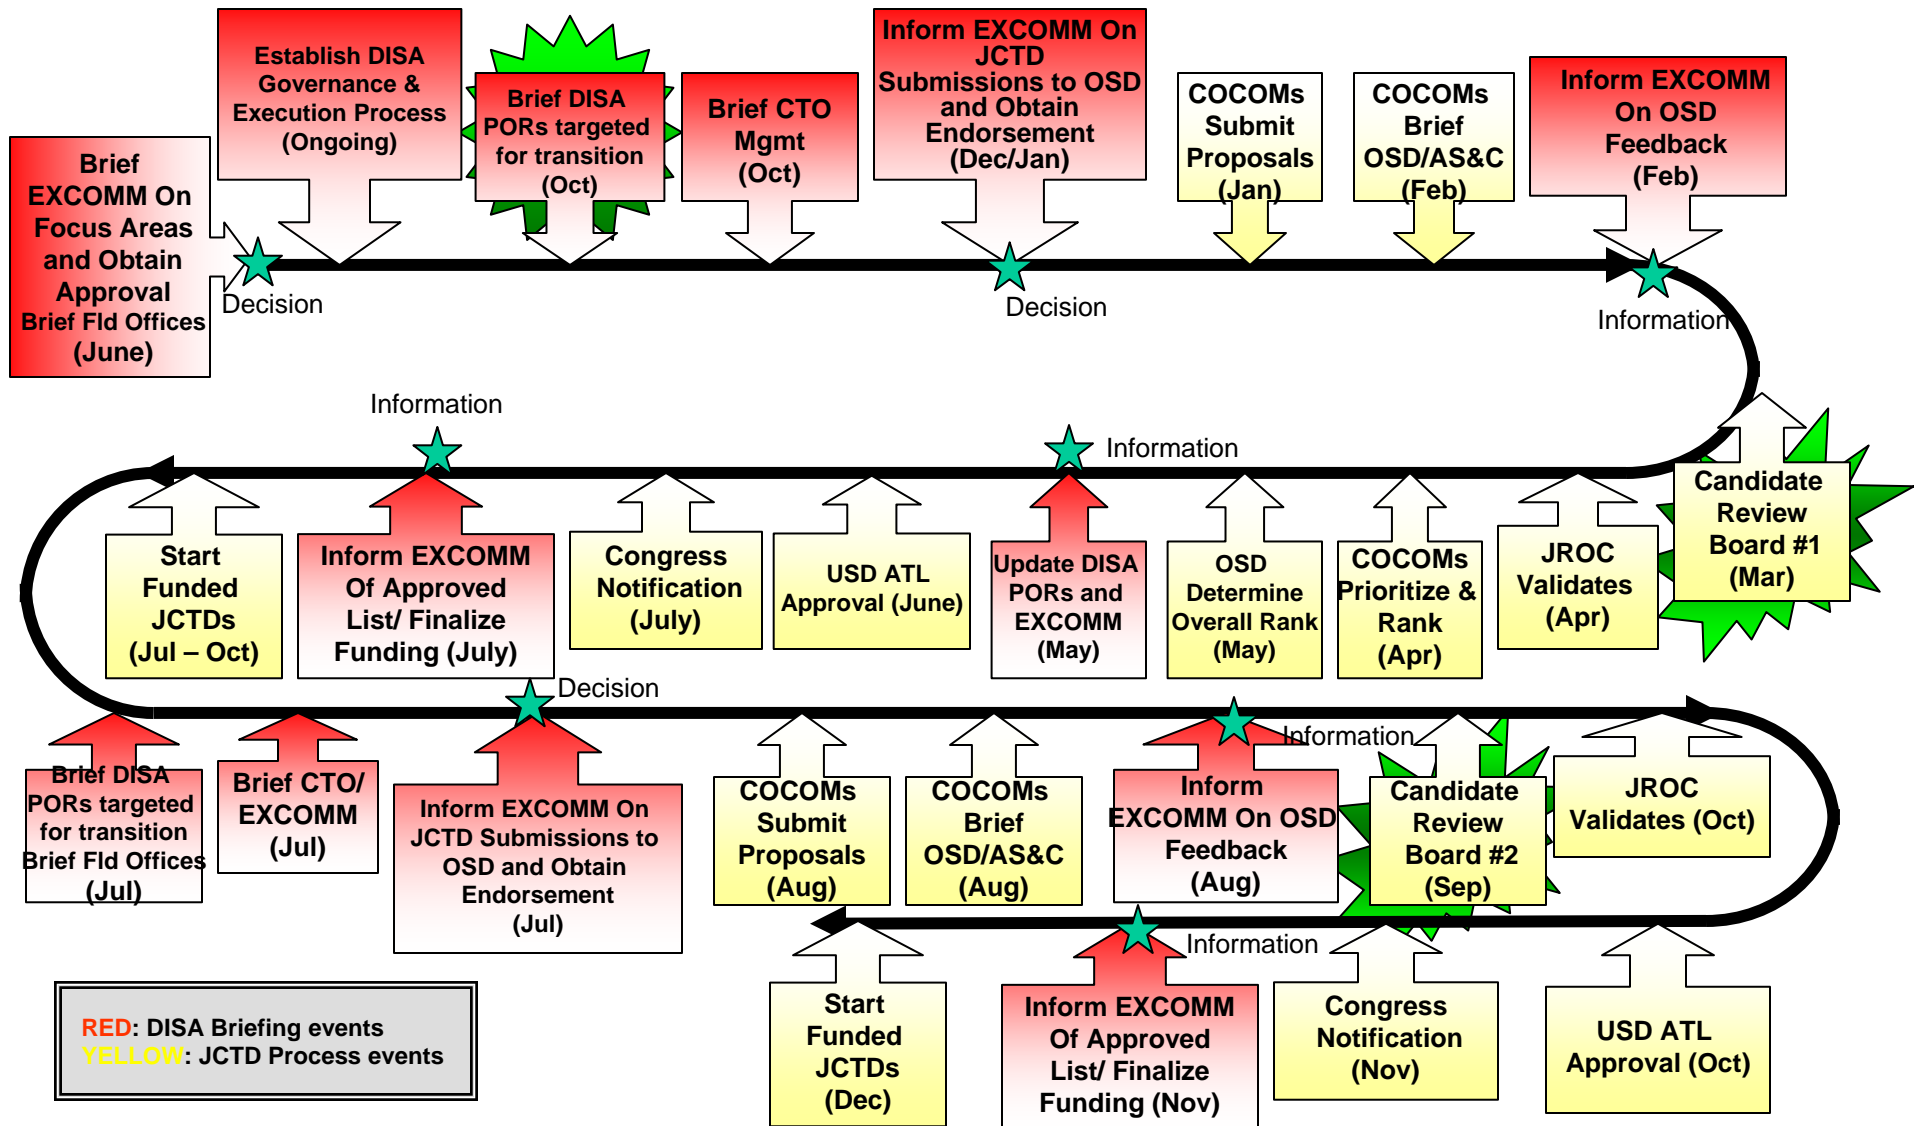 Brief
EXCOMM On
Focus Areas
and Obtain
Approval
Brief Fld Offices
(June)
Decision
Establish DISA
Governance &
Execution Process
(Ongoing)
Brief DISA
PORs targeted
for transition
(Oct)
Brief CTO
Mgmt
(Oct)
Inform EXCOMM On
JCTD
Submissions to OSD
and Obtain
Endorsement
(Dec/Jan)
Decision
COCOMs
Submit
Proposals
(Jan)
COCOMs
Brief
OSD/AS&C
(Feb)
Inform EXCOMM
On OSD
Feedback
(Feb)
Information
Candidate
Review
Board #1
(Mar)
JROC
Validates
(Apr)
COCOMs
Prioritize &
Rank
(Apr)
OSD
Determine
Overall Rank
(May)
Information
Update DISA
PORs and
EXCOMM
(May)
USD ATL
Approval (June)
Congress
Notification
(July)
Information
Inform EXCOMM
Of Approved
List/ Finalize
Funding (July)
Start
Funded
JCTDs
(Jul – Oct)
Brief DISA
PORs targeted
for transition
Brief Fld Offices
(Jul)
Brief CTO/
EXCOMM
(Jul)
Decision
Inform EXCOMM On
JCTD Submissions to
OSD and Obtain
Endorsement
(Jul)
COCOMs
Submit
Proposals
(Aug)
COCOMs
Brief
OSD/AS&C
(Aug)
Information
Inform
EXCOMM On OSD
Feedback
(Aug)
Candidate
Review
Board #2
(Sep)
JROC
Validates (Oct)
USD ATL
Approval (Oct)
Congress
Notification
(Nov)
Information
Inform EXCOMM
Of Approved
List/ Finalize
Funding (Nov)
Start
Funded
JCTDs
(Dec)
RED: DISA Briefing events
YELLOW: JCTD Process events